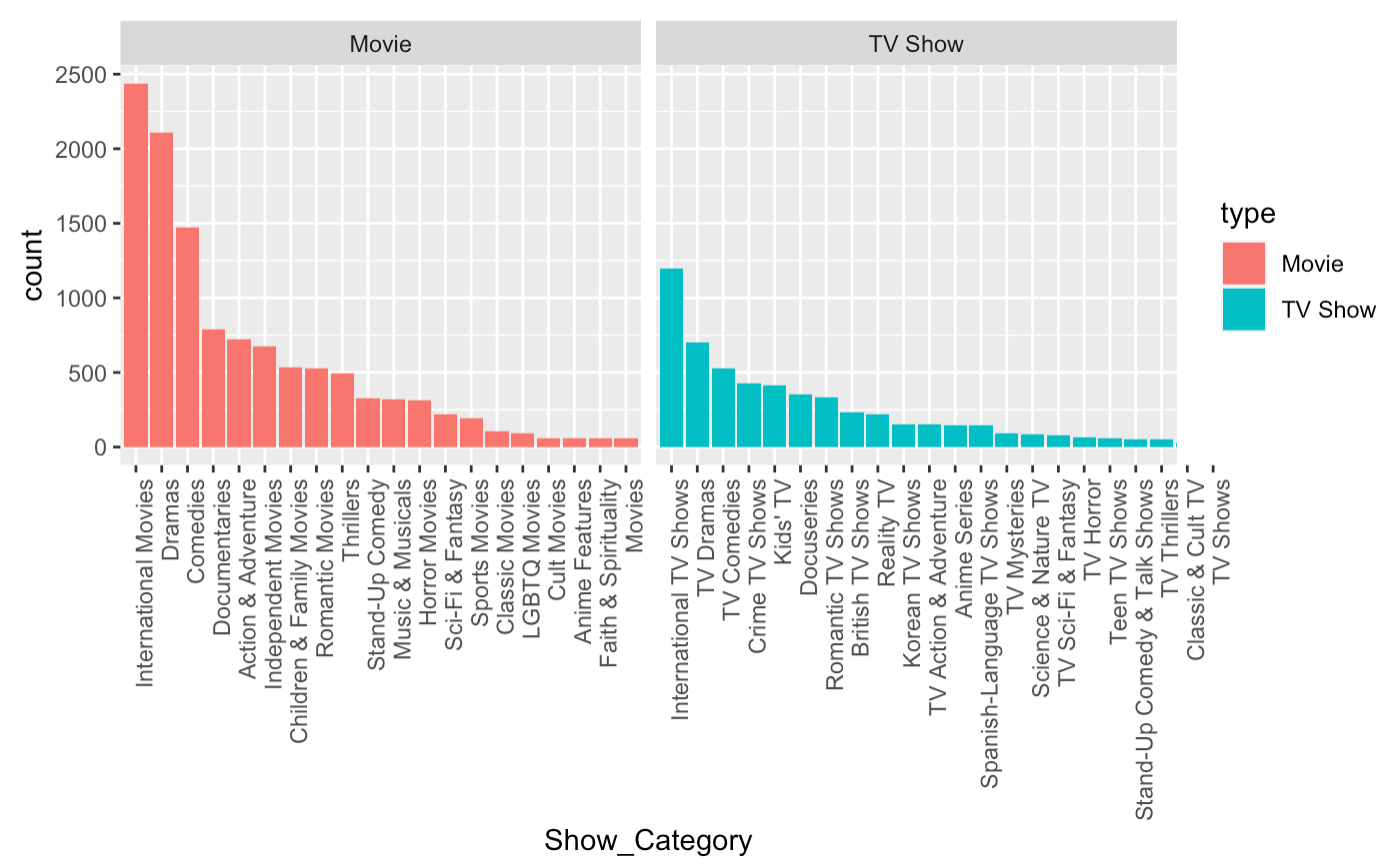 Movie
TV Show
2500
2000
1500
1000
500
0
count
International Movies
Dramas
Comedies
Documentaries
Action & Adventure
Independent Movies
Children & Family Movies
Romantic Movies
Thrillers
Stand-Up Comedy
Music & Musicals
Horror Movies
Sci-Fi & Fantasy
Sports Movies
Classic Movies
LGBTQ Movies
Cult Movies
Anime Features
Faith & Spirituality
Movies
International TV Shows
TV Dramas
TV Comedies
Crime TV Shows
Kids' TV
Docuseries
Romantic TV Shows
British TV Shows
Reality TV
Korean TV Shows
TV Action & Adventure
Anime Series
Spanish-Language TV Shows
TV Mysteries
Science & Nature TV
TV Sci-Fi & Fantasy
TV Horror
Teen TV Shows
Stand-Up Comedy & Talk Shows
TV Thrillers
Classic & Cult TV
TV Shows
Show_Category
type
Movie
TV Show